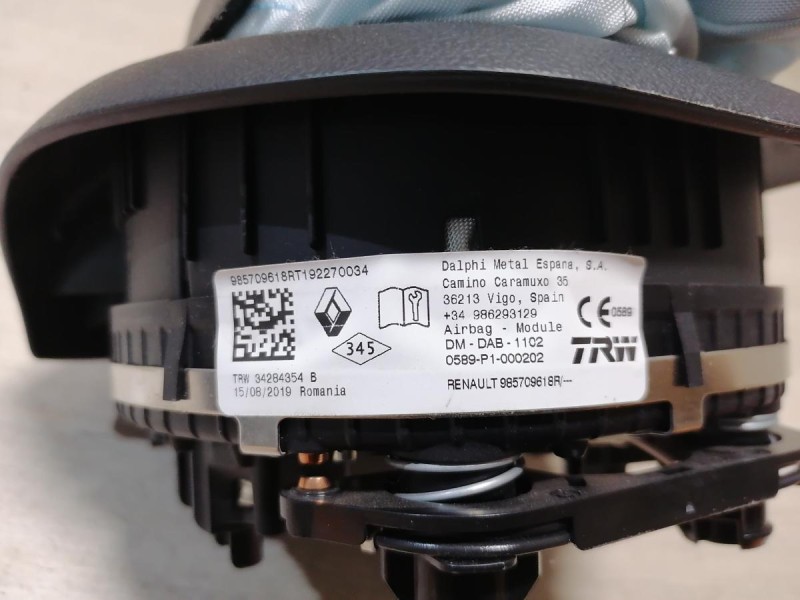 985709618RT192270034
TRW 34284354 B
15/08/2019 Romania
345
Dalphi Metal Espana, S.A.
Camino Caramuxo 35
36213 Vigo, Spain
+34 986293129
Airbag - Module
DM - DAB - 1102
0589-P1-000202
RENAULT 985709618R/---
CE 0589
TRW